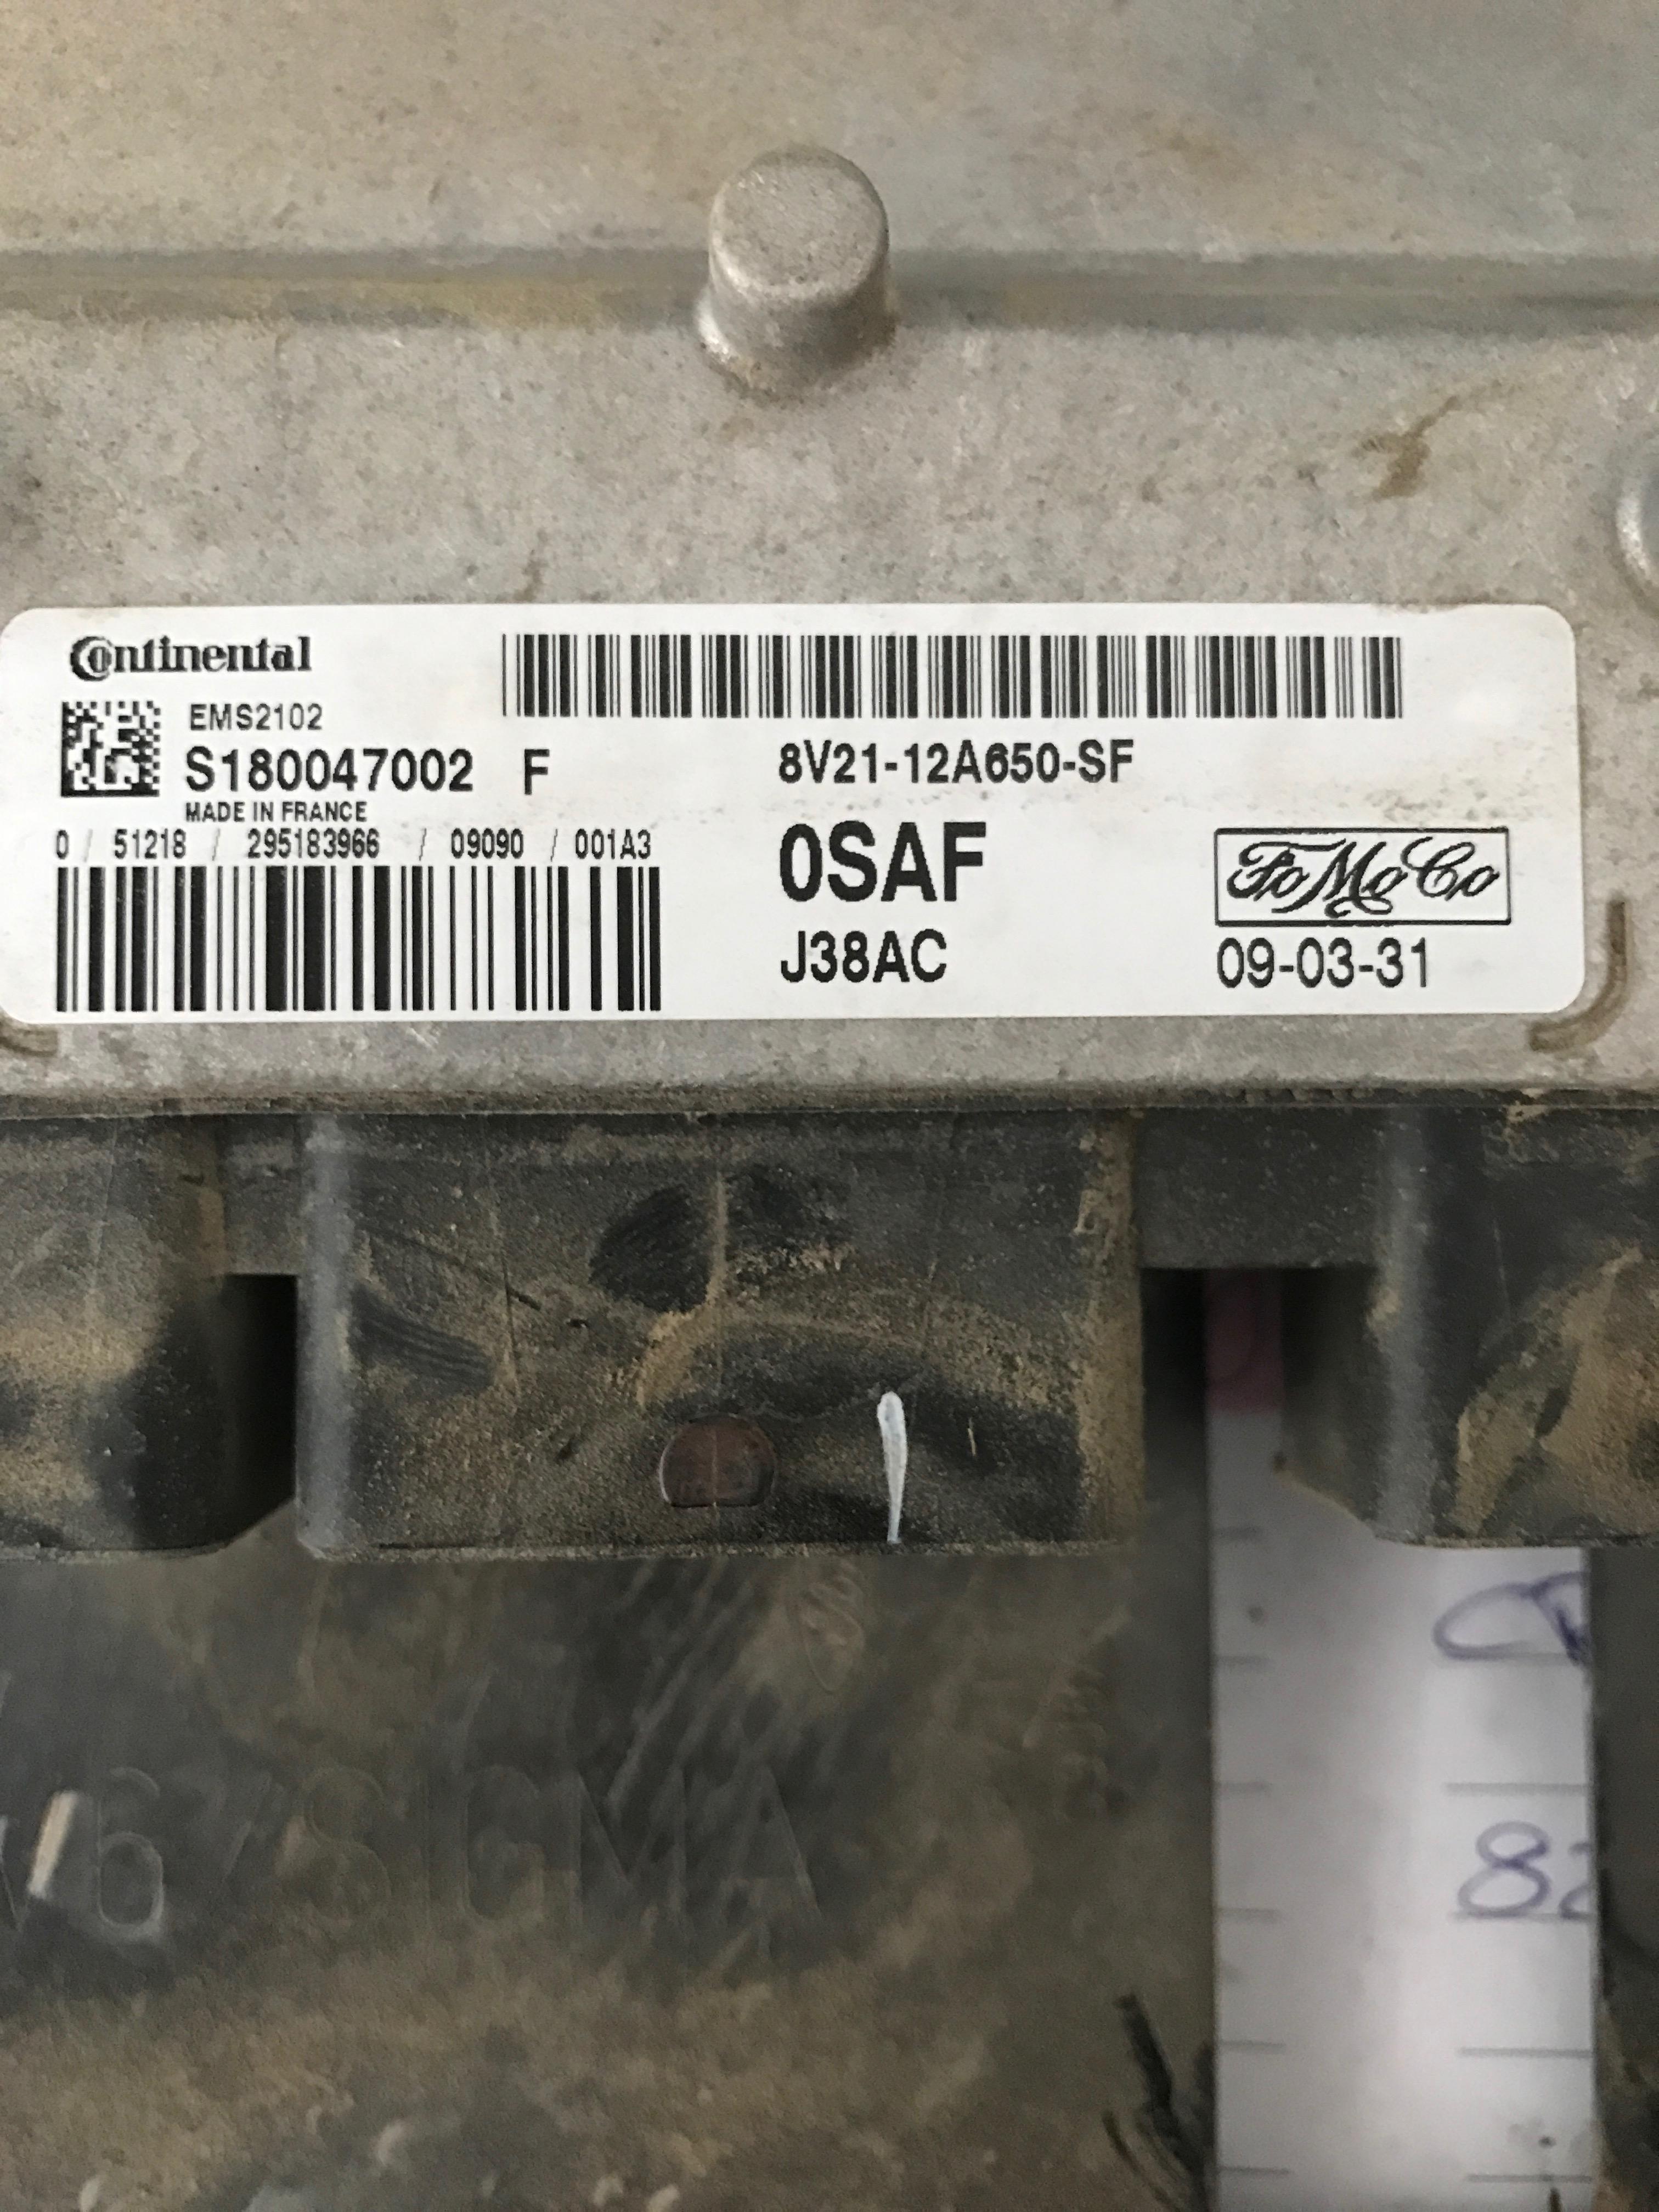 Continental
EMS2102
S180047002 F
MADE IN FRANCE
0 / 51218 / 295183966 / 09090 / 001A3
8V21-12A650-SF
0SAF
J38AC
FoMoCo
09-03-31
SIGMA